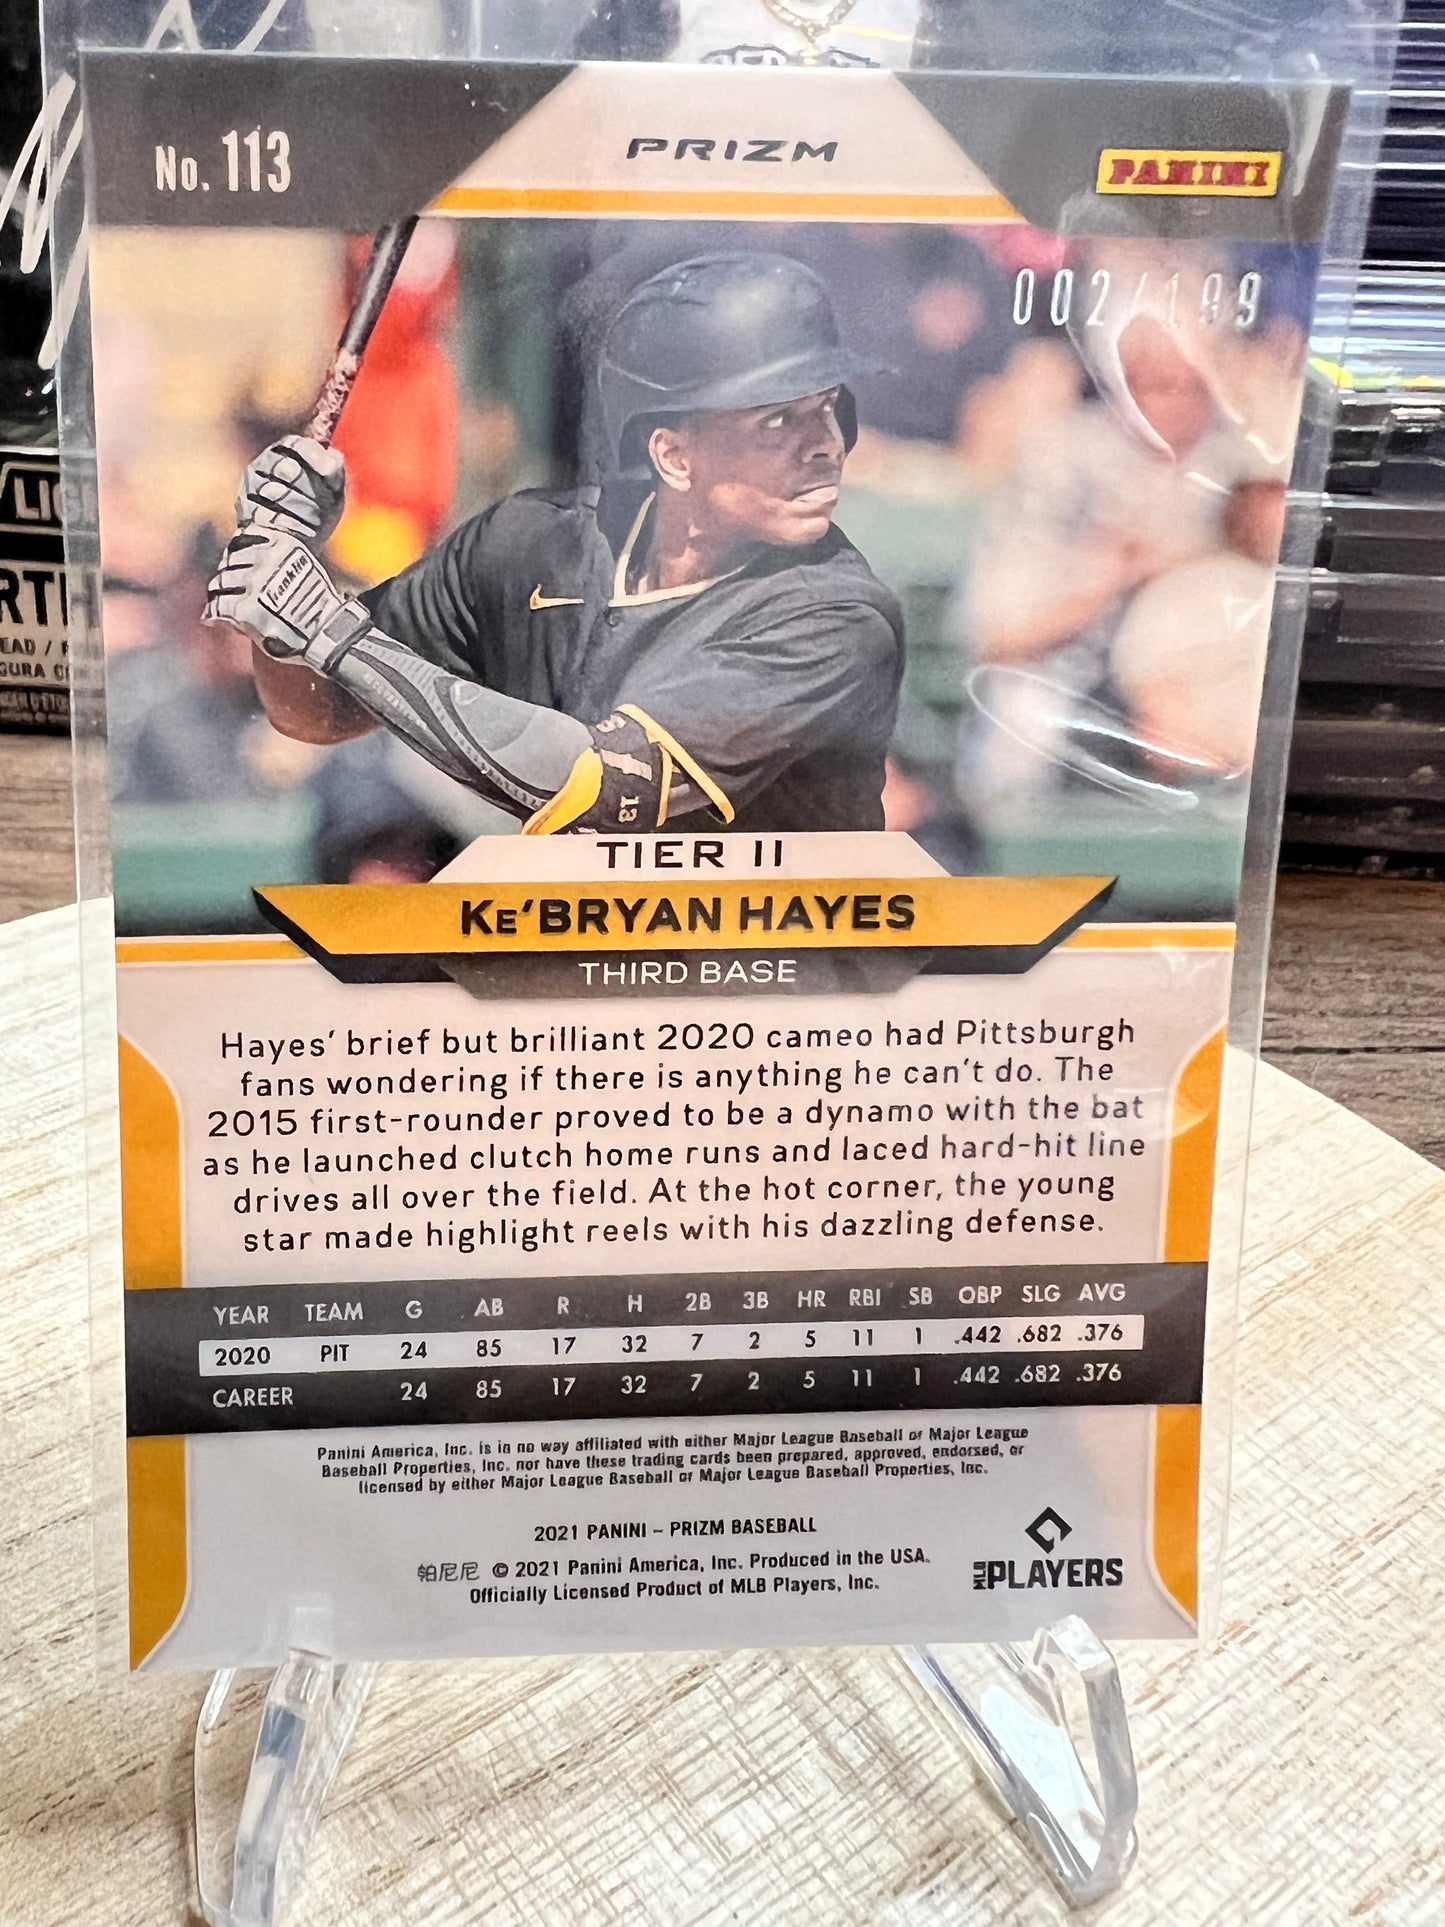 No. 113
PRIZM
PANINI
002/199
Franklin
13
TIER II
KE'BRYAN HAYES
THIRD BASE
Hayes' brief but brilliant 2020 cameo had Pittsburgh
fans wondering if there is anything he can't do. The
2015 first-rounder proved to be a dynamo with the bat
as he launched clutch home runs and laced hard-hit line
drives all over the field. At the hot corner, the young
star made highlight reels with his dazzling defense.
YEAR TEAM G AB R H 2B 3B HR RBI SB OBP SLG AVG
2020 PIT 24 85 17 32 7 2 5 11 1 .442 .682 .376
CAREER 24 85 17 32 7 2 5 11 1 .442 .682 .376
Panini America, Inc. is in no way affiliated with either Major League Baseball or Major League
Baseball Properties, Inc. nor have these trading cards been prepared, approved, endorsed, or
licensed by either Major League Baseball or Major League Baseball Properties, Inc.
2021 PANINI – PRIZM BASEBALL
帕尼尼 © 2021 Panini America, Inc. Produced in the USA.
Officially Licensed Product of MLB Players, Inc.
MLB PLAYERS